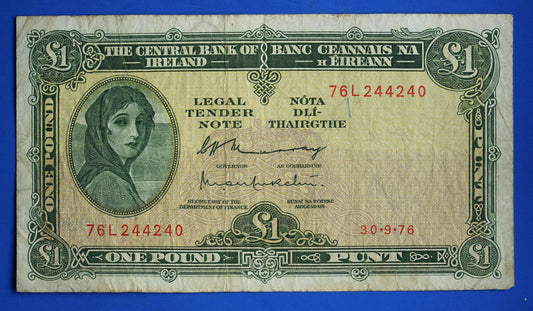 £1 THE CENTRAL BANK OF IRELAND BANC CEANNAIS NA H ÉIREANN £1
76L 244240
LEGAL TENDER NOTE
NÓTA DLÍ-THAIRGTHE
GOVERNOR
AN GOBHARNÓIR
SECRETARY OF THE DEPARTMENT OF FINANCE
RUNAI NA ROINNE AIRGEADAIS
76L 244240
30·9·76
ONE POUND
£1 ONE POUND £1 PUNT £1
PUNT